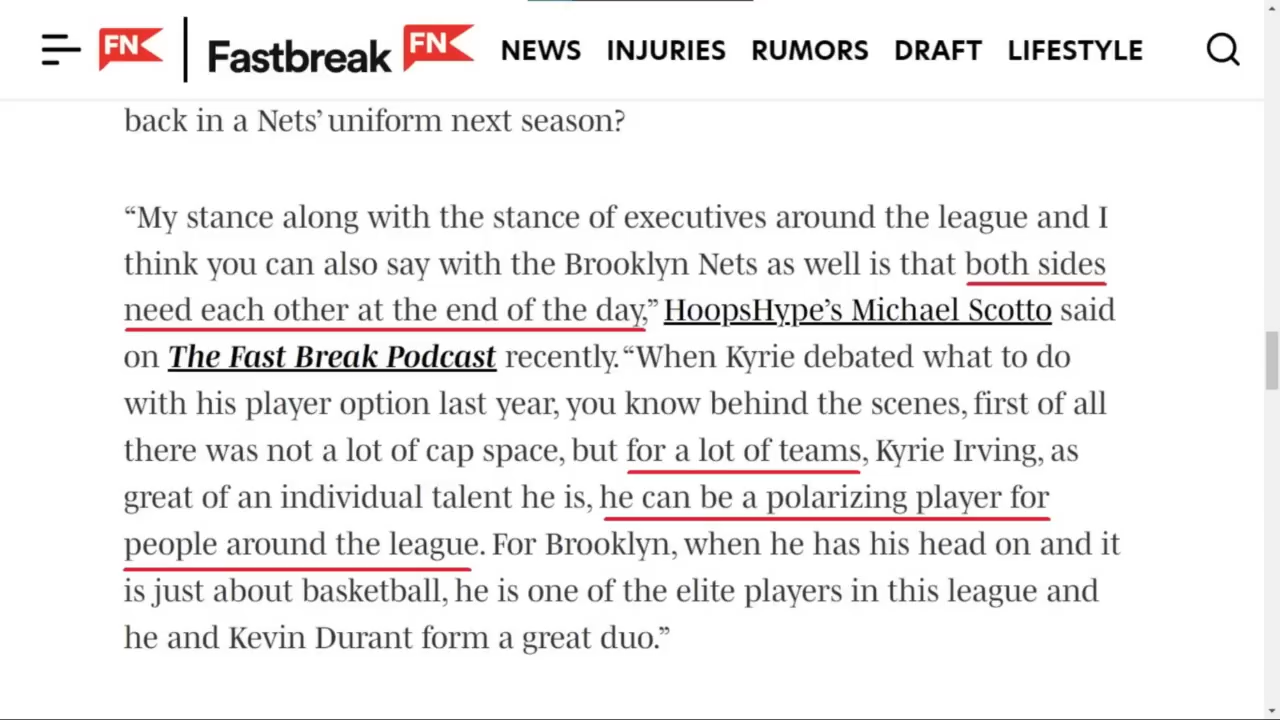 FN Fastbreak FN NEWS INJURIES RUMORS DRAFT LIFESTYLE
back in a Nets’ uniform next season?
“My stance along with the stance of executives around the league and I
think you can also say with the Brooklyn Nets as well is that both sides
need each other at the end of the day,” HoopsHype’s Michael Scotto said
on The Fast Break Podcast recently. “When Kyrie debated what to do
with his player option last year, you know behind the scenes, first of all
there was not a lot of cap space, but for a lot of teams, Kyrie Irving, as
great of an individual talent he is, he can be a polarizing player for
people around the league. For Brooklyn, when he has his head on and it
is just about basketball, he is one of the elite players in this league and
he and Kevin Durant form a great duo.”